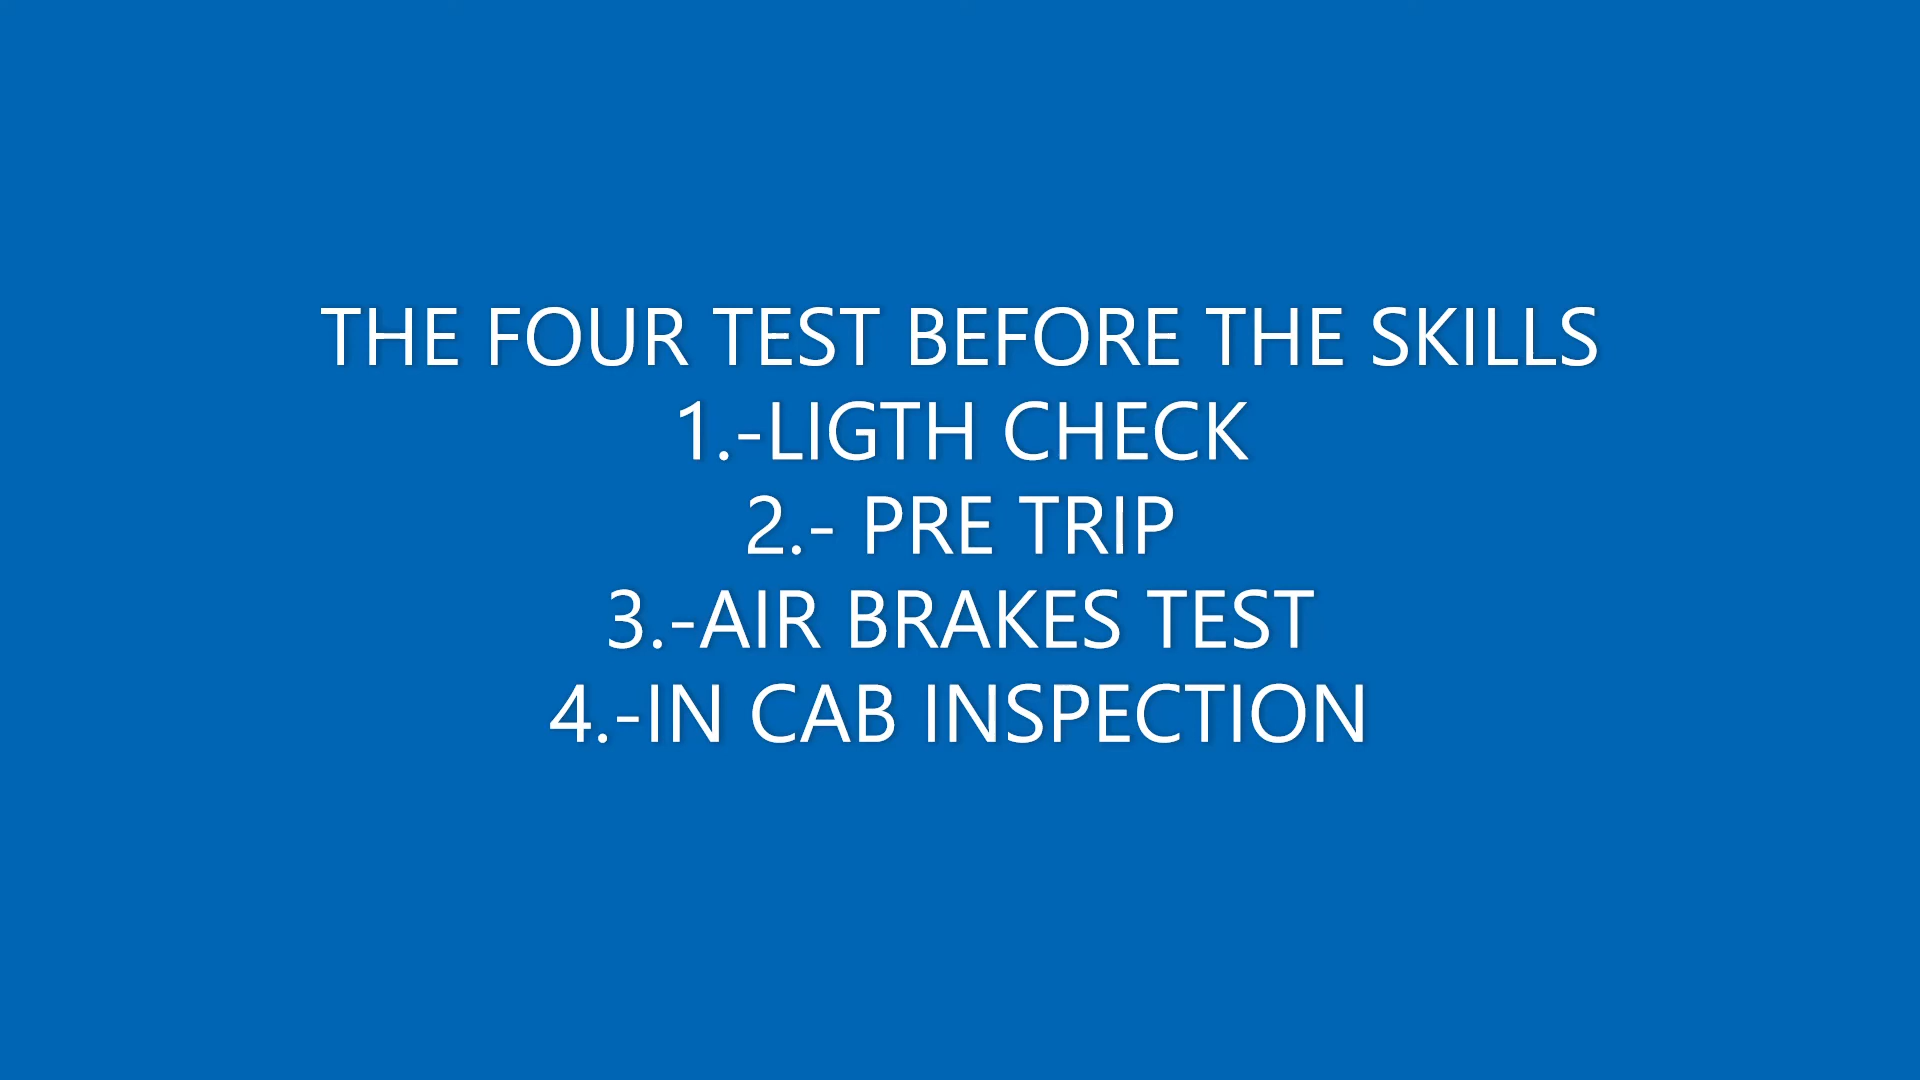 THE FOUR TEST BEFORE THE SKILLS
1.-LIGTH CHECK
2.- PRE TRIP
3.-AIR BRAKES TEST
4.-IN CAB INSPECTION